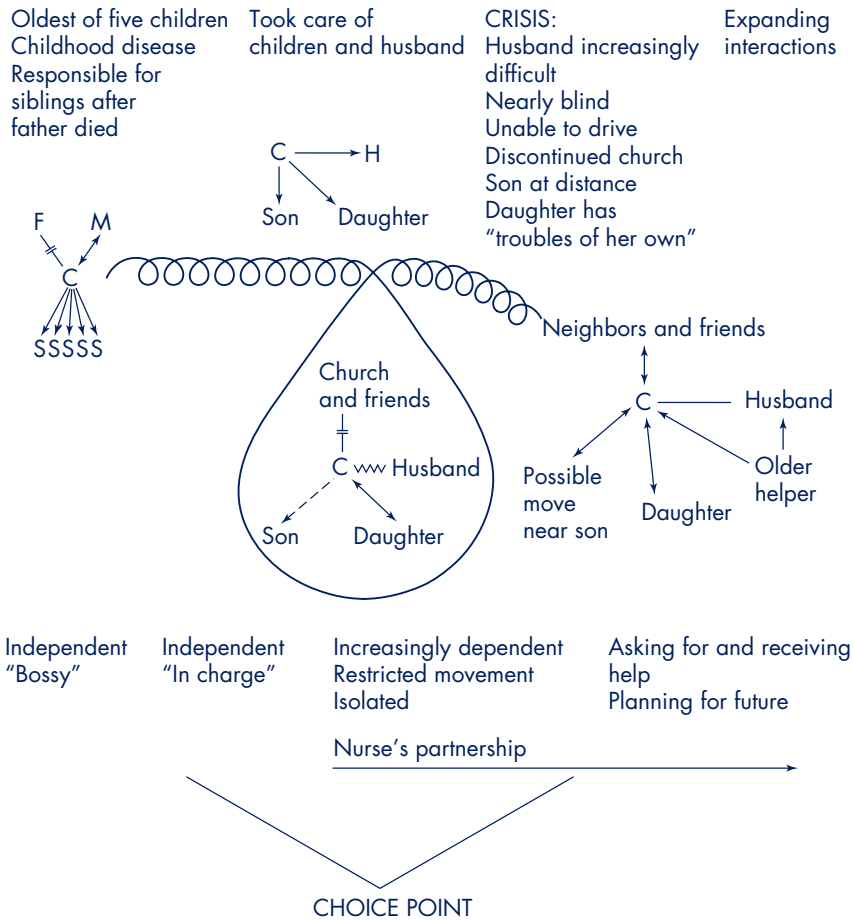 Oldest of five children
Childhood disease
Responsible for
siblings after
father died
Took care of
children and husband
CRISIS:
Husband increasingly
difficult
Nearly blind
Unable to drive
Discontinued church
Son at distance
Daughter has
“troubles of her own”
Expanding
interactions
C H
Son Daughter
F M
C
SSSSS
Church
and friends
C Husband
Son Daughter
Neighbors and friends
C Husband
Older
helper
Possible
move
near son
Daughter
Independent
“Bossy”
Independent
“In charge”
Increasingly dependent
Restricted movement
Isolated
Asking for and receiving
help
Planning for future
Nurse’s partnership
CHOICE POINT